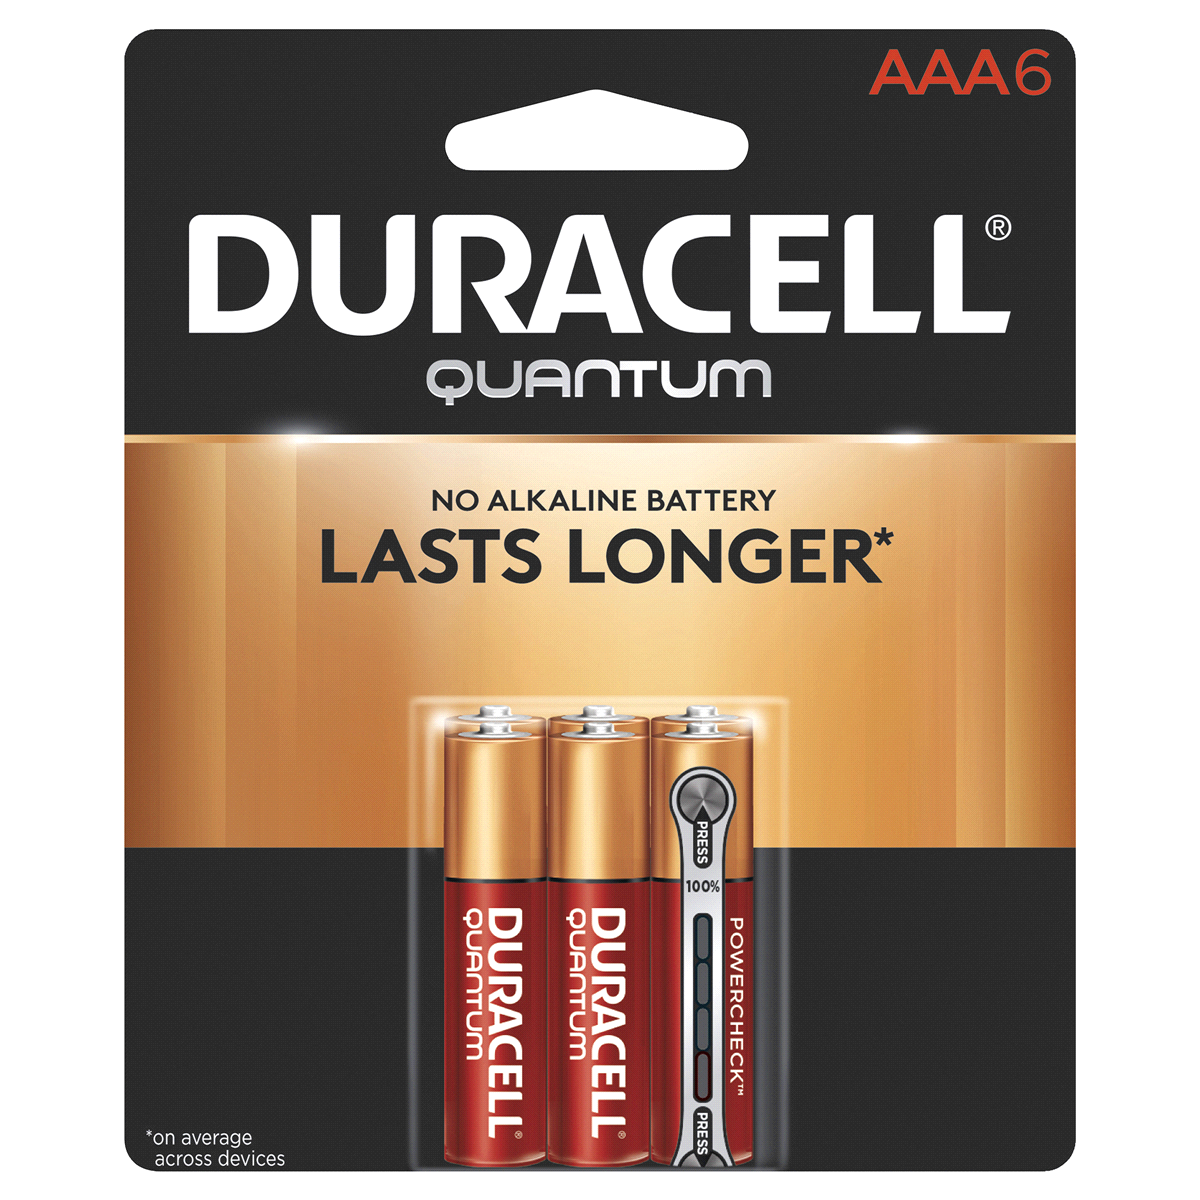 AAA6
DURACELL®
QUANTUM
NO ALKALINE BATTERY
LASTS LONGER*
DURACELL®
QUANTUM
DURACELL®
QUANTUM
PRESS
100%
POWERCHECK™
PRESS
*on average
across devices